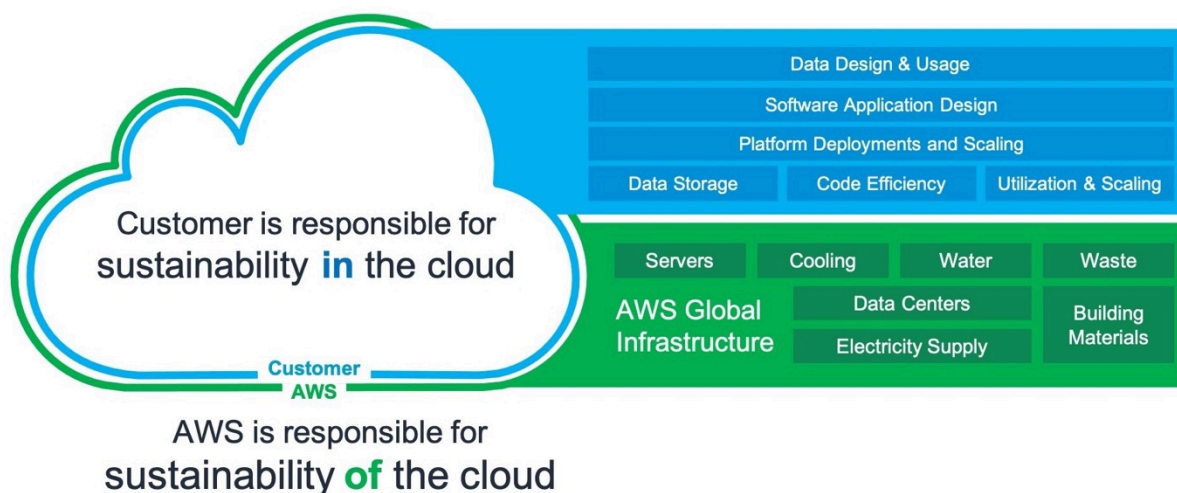 Data Design & Usage
Software Application Design
Platform Deployments and Scaling
Data Storage
Code Efficiency
Utilization & Scaling
Customer is responsible for
sustainability in the cloud
Servers
Cooling
Water
Waste
AWS Global
Infrastructure
Data Centers
Electricity Supply
Building
Materials
Customer
AWS
AWS is responsible for
sustainability of the cloud